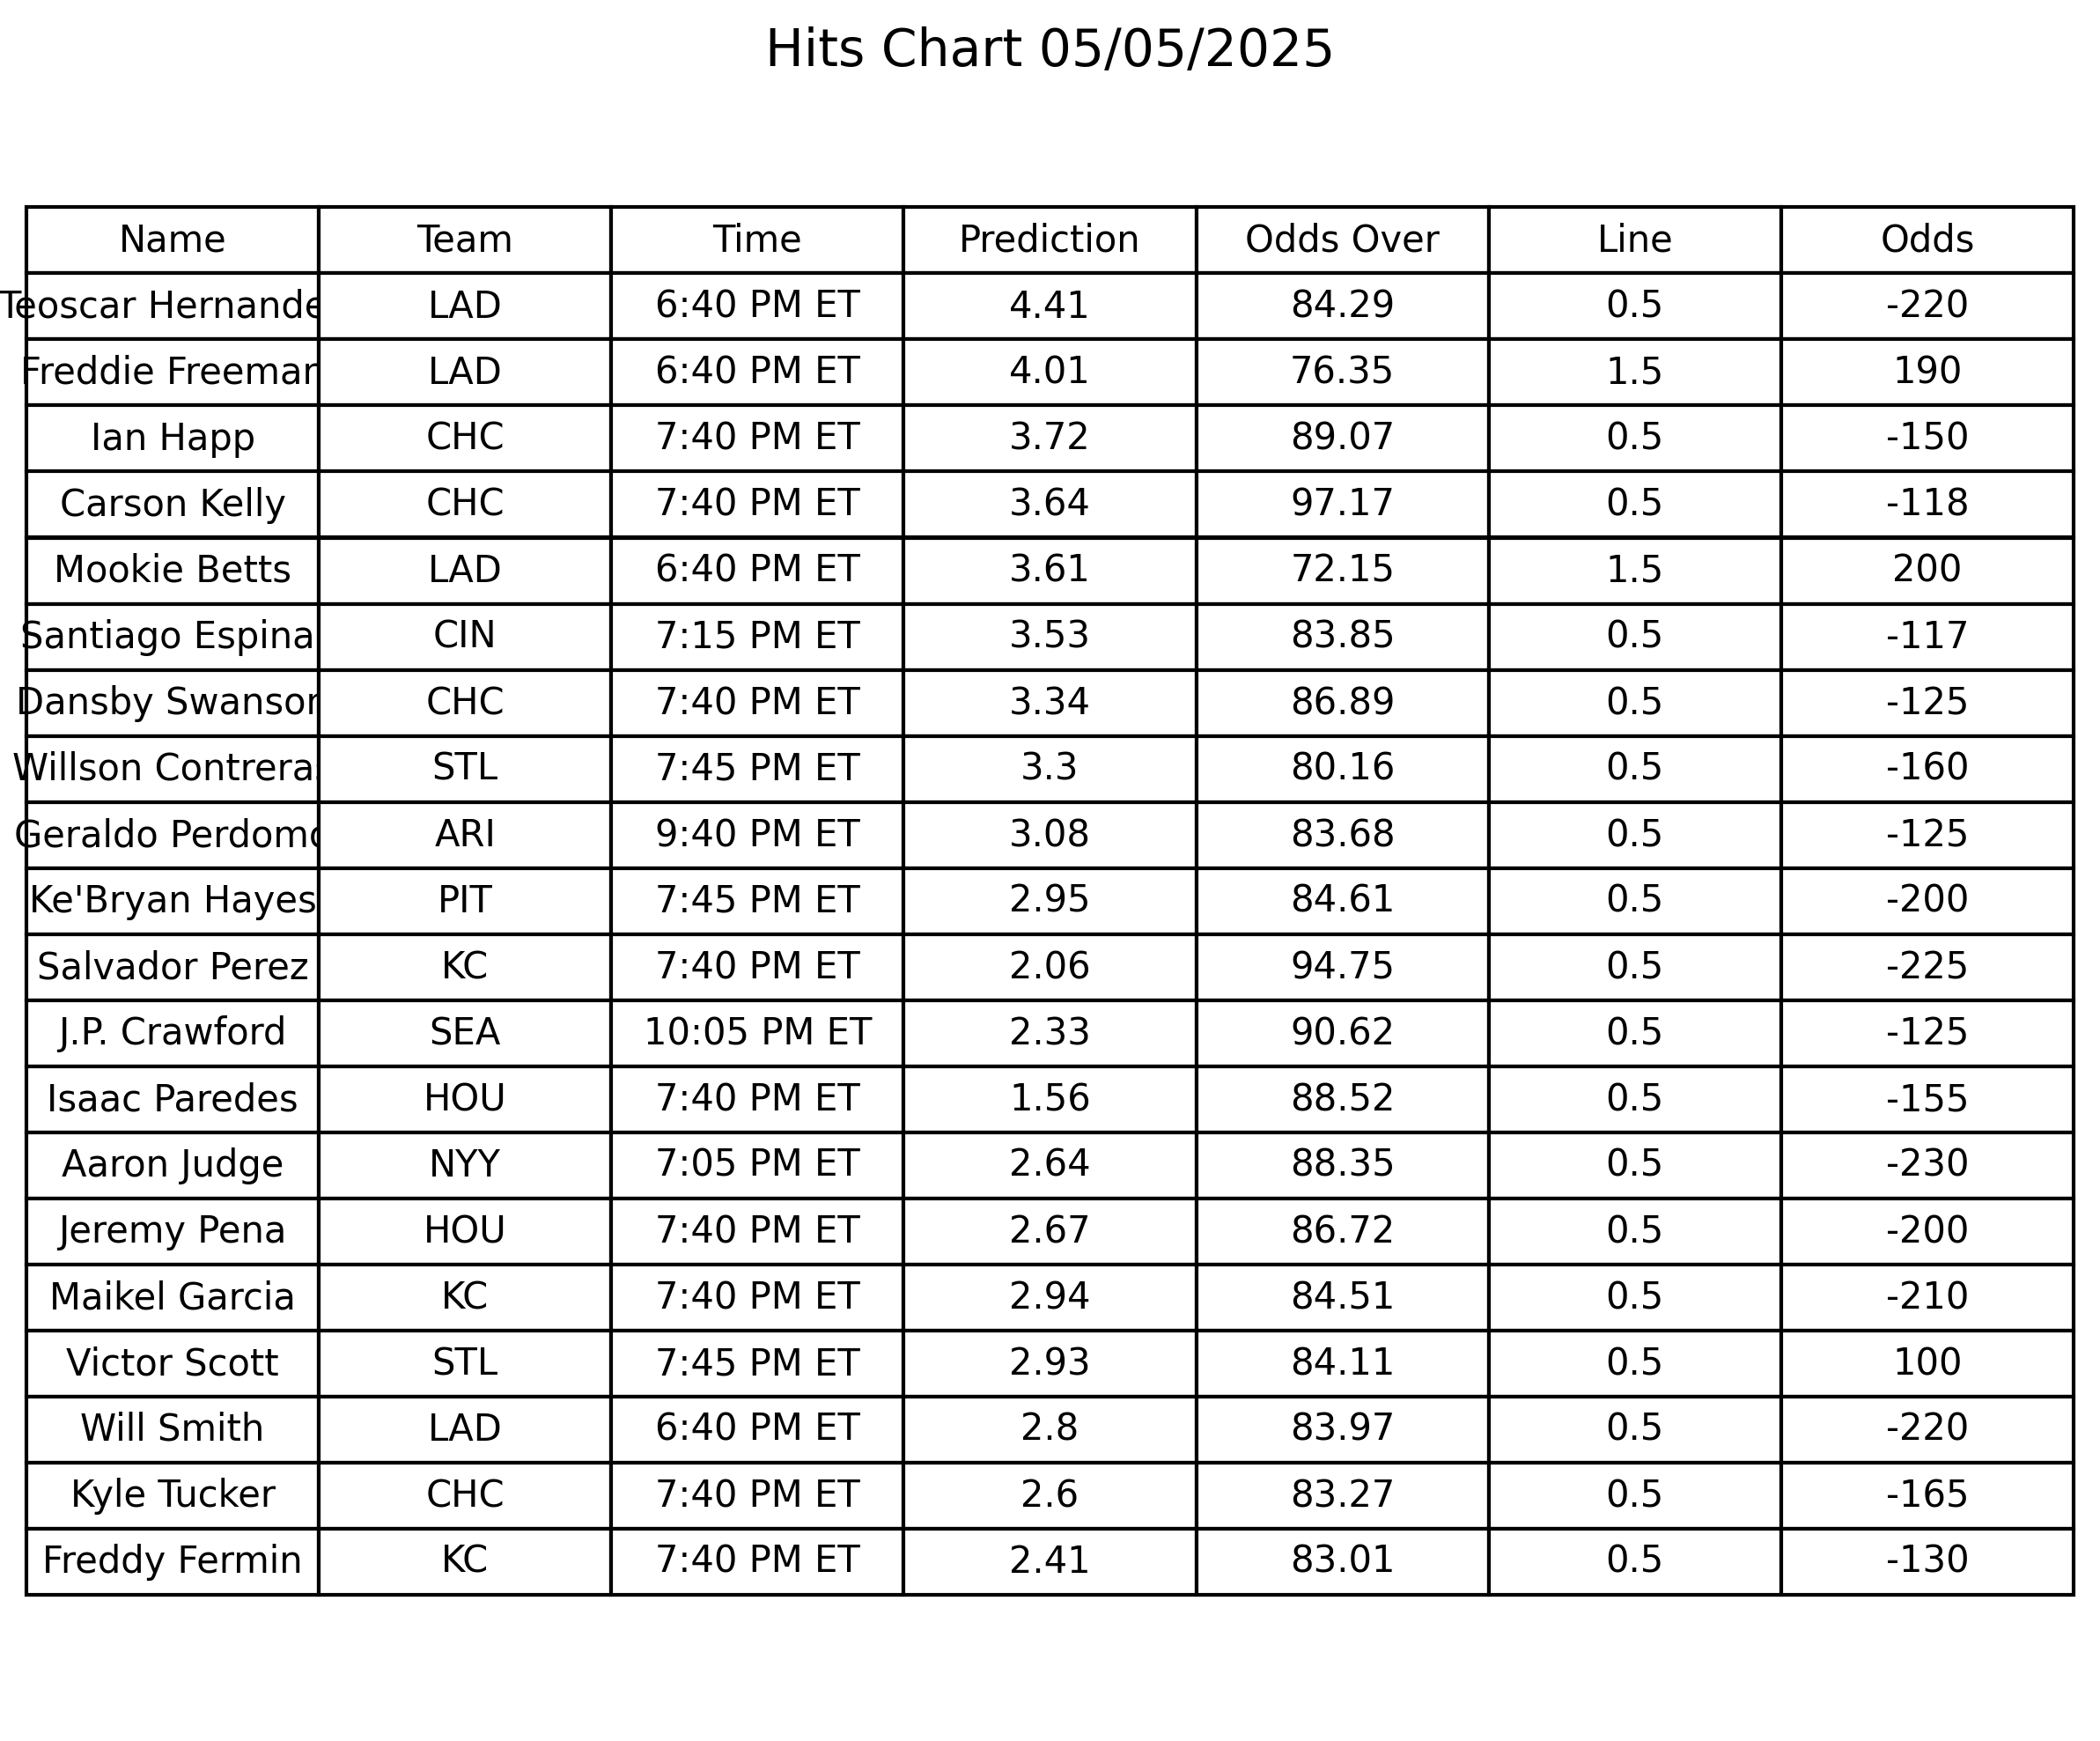 Hits Chart 05/05/2025
Name Team Time Prediction Odds Over Line Odds
Teoscar Hernande LAD 6:40 PM ET 4.41 84.29 0.5 -220
Freddie Freeman LAD 6:40 PM ET 4.01 76.35 1.5 190
Ian Happ CHC 7:40 PM ET 3.72 89.07 0.5 -150
Carson Kelly CHC 7:40 PM ET 3.64 97.17 0.5 -118
Mookie Betts LAD 6:40 PM ET 3.61 72.15 1.5 200
Santiago Espina CIN 7:15 PM ET 3.53 83.85 0.5 -117
Dansby Swanson CHC 7:40 PM ET 3.34 86.89 0.5 -125
Willson Contreras STL 7:45 PM ET 3.3 80.16 0.5 -160
Geraldo Perdomo ARI 9:40 PM ET 3.08 83.68 0.5 -125
Ke'Bryan Hayes PIT 7:45 PM ET 2.95 84.61 0.5 -200
Salvador Perez KC 7:40 PM ET 2.06 94.75 0.5 -225
J.P. Crawford SEA 10:05 PM ET 2.33 90.62 0.5 -125
Isaac Paredes HOU 7:40 PM ET 1.56 88.52 0.5 -155
Aaron Judge NYY 7:05 PM ET 2.64 88.35 0.5 -230
Jeremy Pena HOU 7:40 PM ET 2.67 86.72 0.5 -200
Maikel Garcia KC 7:40 PM ET 2.94 84.51 0.5 -210
Victor Scott STL 7:45 PM ET 2.93 84.11 0.5 100
Will Smith LAD 6:40 PM ET 2.8 83.97 0.5 -220
Kyle Tucker CHC 7:40 PM ET 2.6 83.27 0.5 -165
Freddy Fermin KC 7:40 PM ET 2.41 83.01 0.5 -130